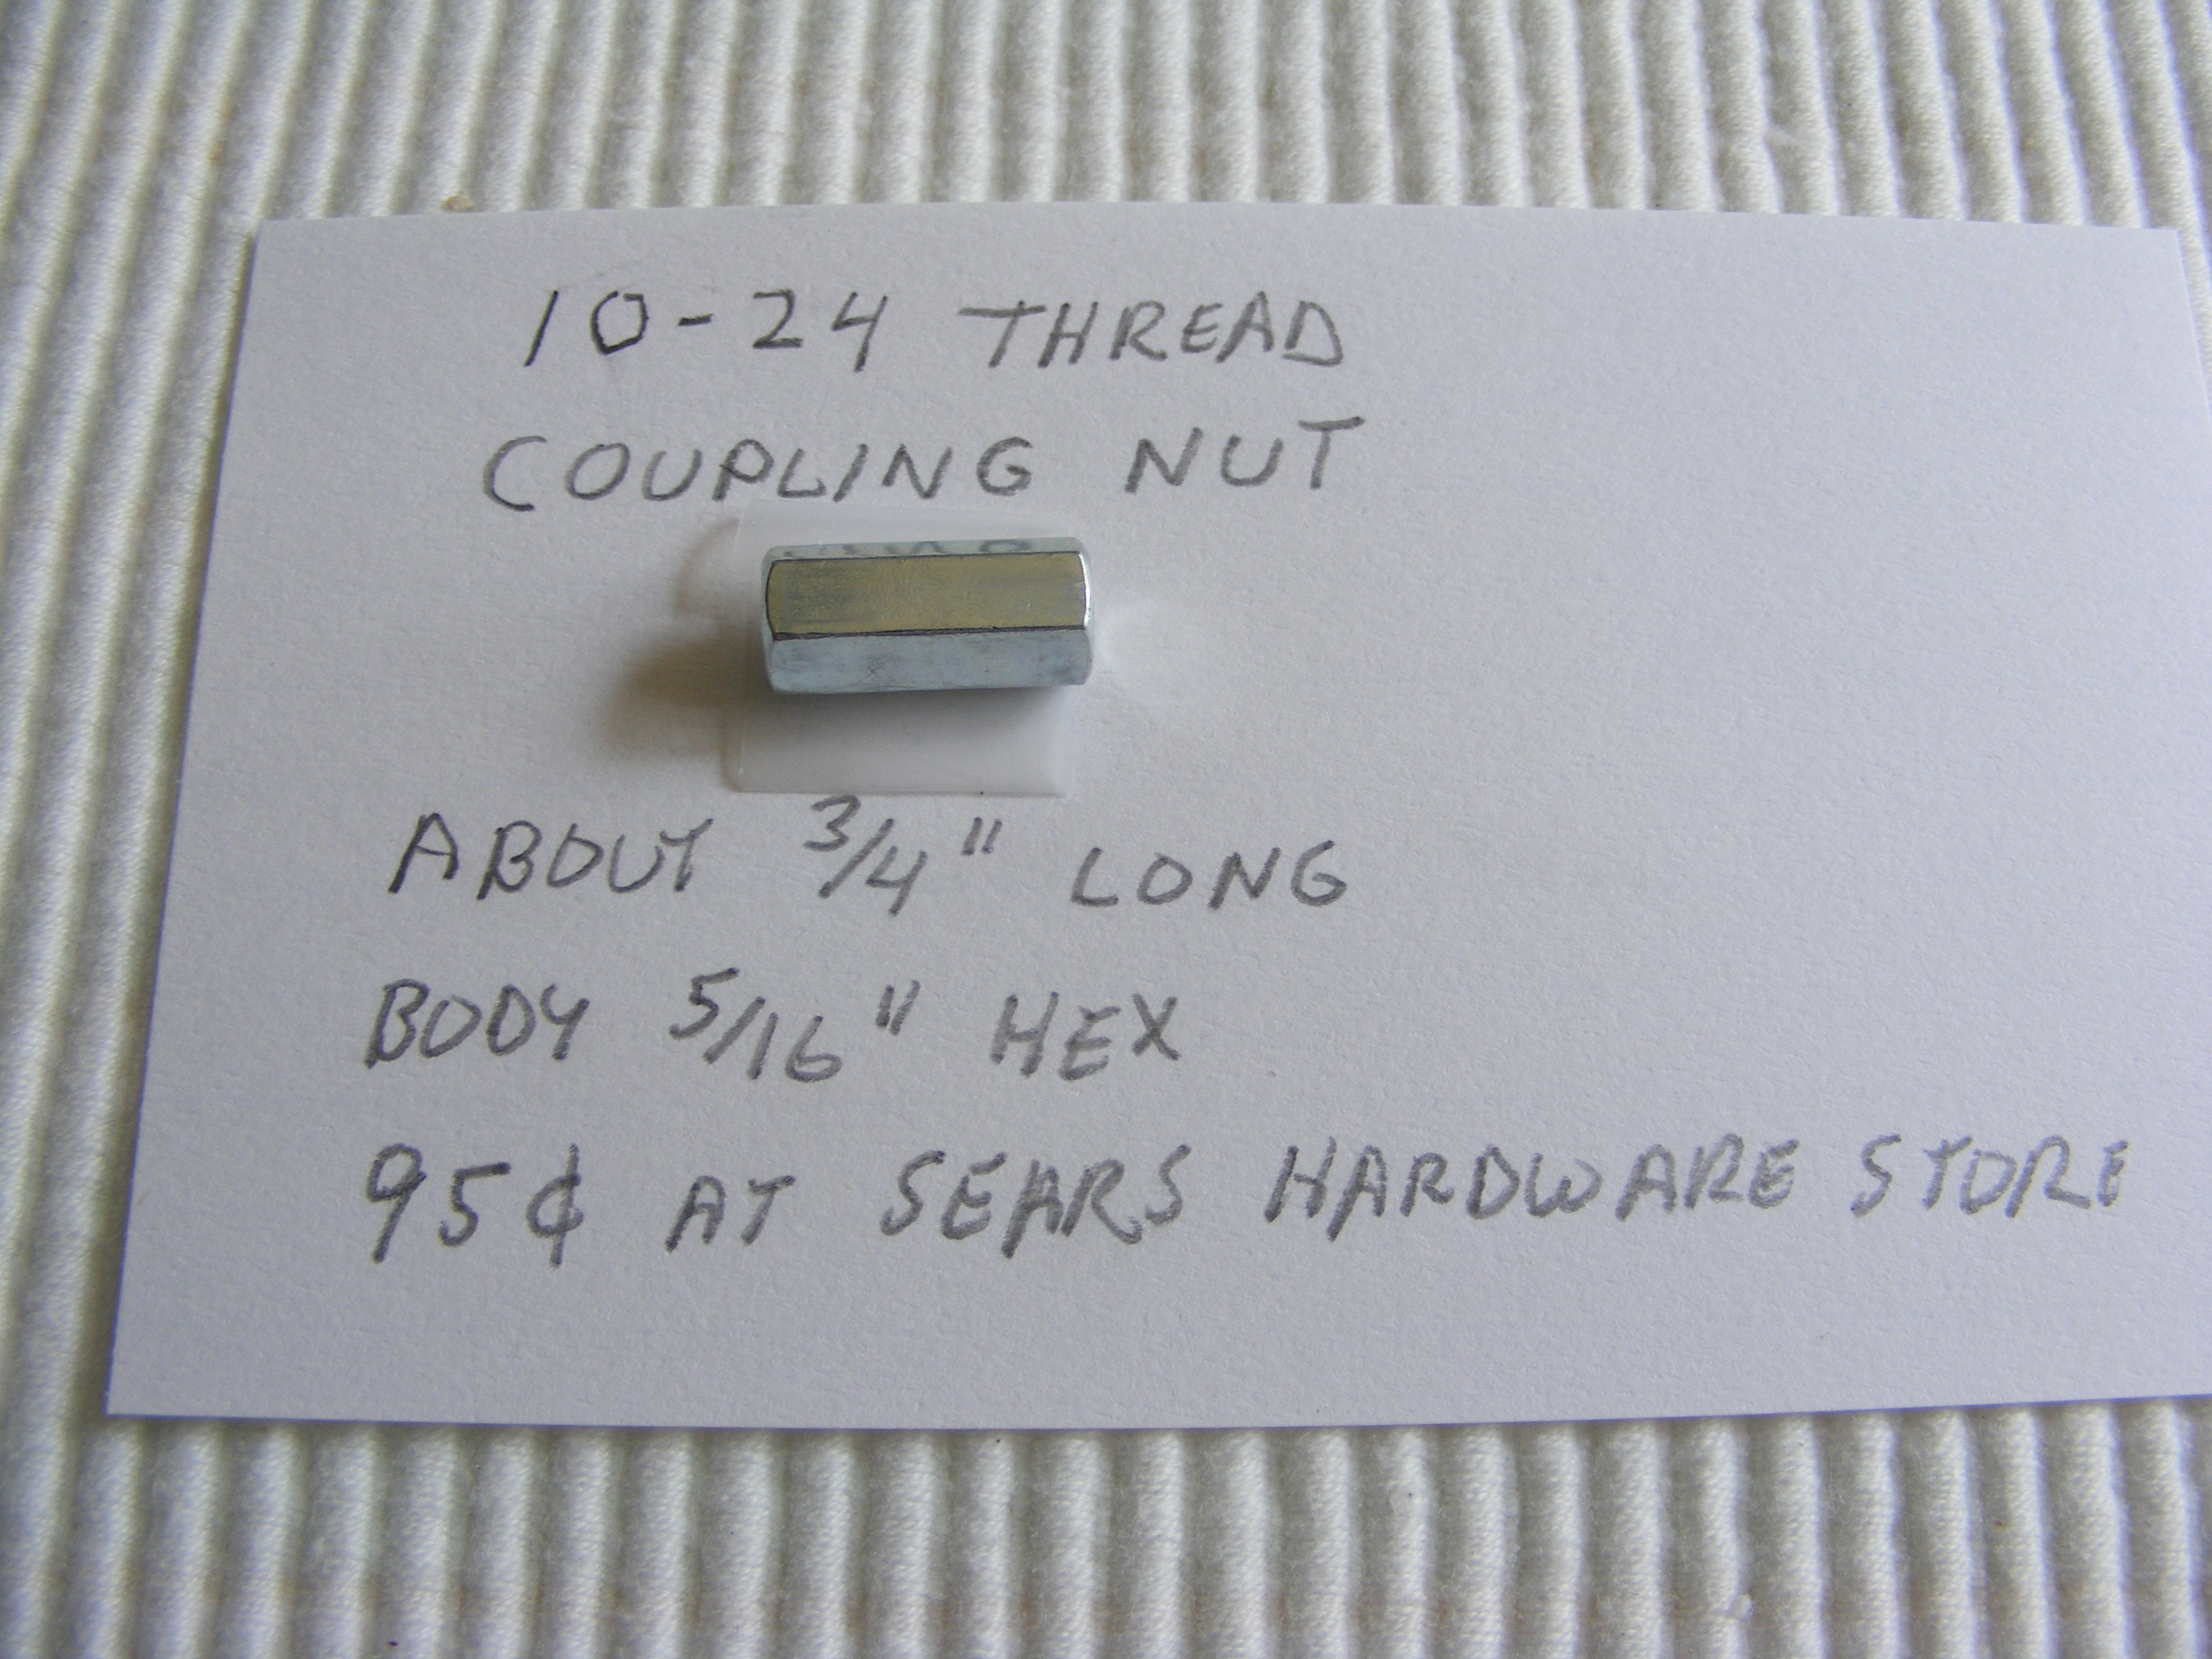 10-24 THREAD
COUPLING NUT
ABOUT 3/4" LONG
BODY 5/16" HEX
95¢ AT SEARS HARDWARE STORE